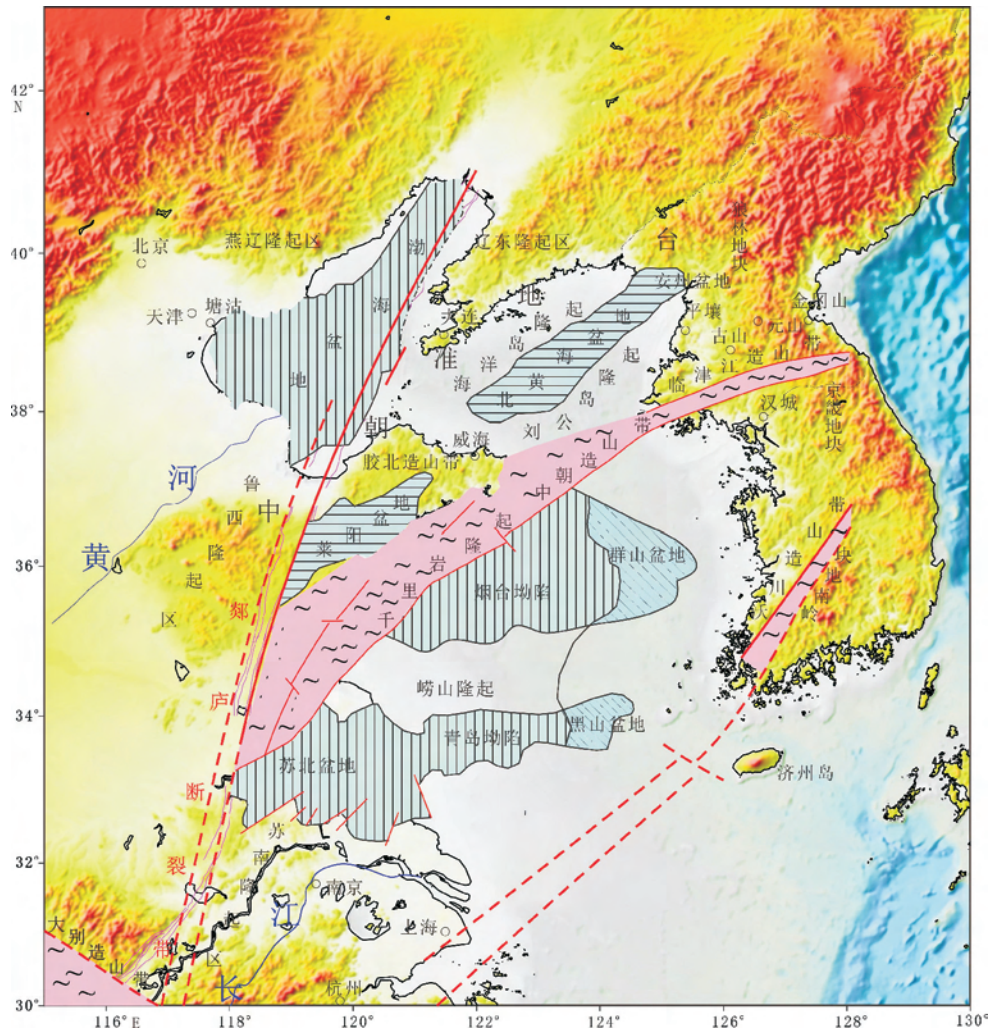 42°
N
40°
38°
36°
34°
32°
30°
116°E
118°
120°
122°
124°
126°
128°
130°
北京
燕辽隆起区
辽东隆起区
天津
塘沽
渤海盆地
大连
中朝准地台
海洋岛隆起
北黄海盆地
安州盆地
狼林地块
平壤
金冈山
元山
古山
临津江造山带
汉城
京畿地块
刘公岛隆起
威海
胶北造山带
黄河
鲁西隆起区
莱阳盆地
中朝造山带
千里岩隆起
烟台坳陷
群山盆地
沃川造山带
岭南地块
郯庐断裂带
崂山隆起
青岛坳陷
黑山盆地
苏北盆地
济州岛
苏南隆起区
南京
上海
长江
杭州
大别造山带